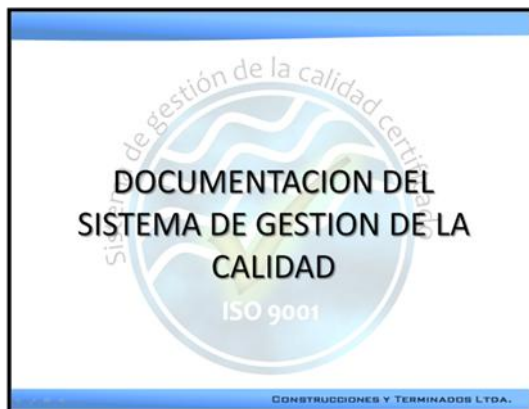 Sistema de gestión de la calidad certificado
DOCUMENTACION DEL
SISTEMA DE GESTION DE LA
CALIDAD
ISO 9001
CONSTRUCCIONES Y TERMINADOS LTDA.